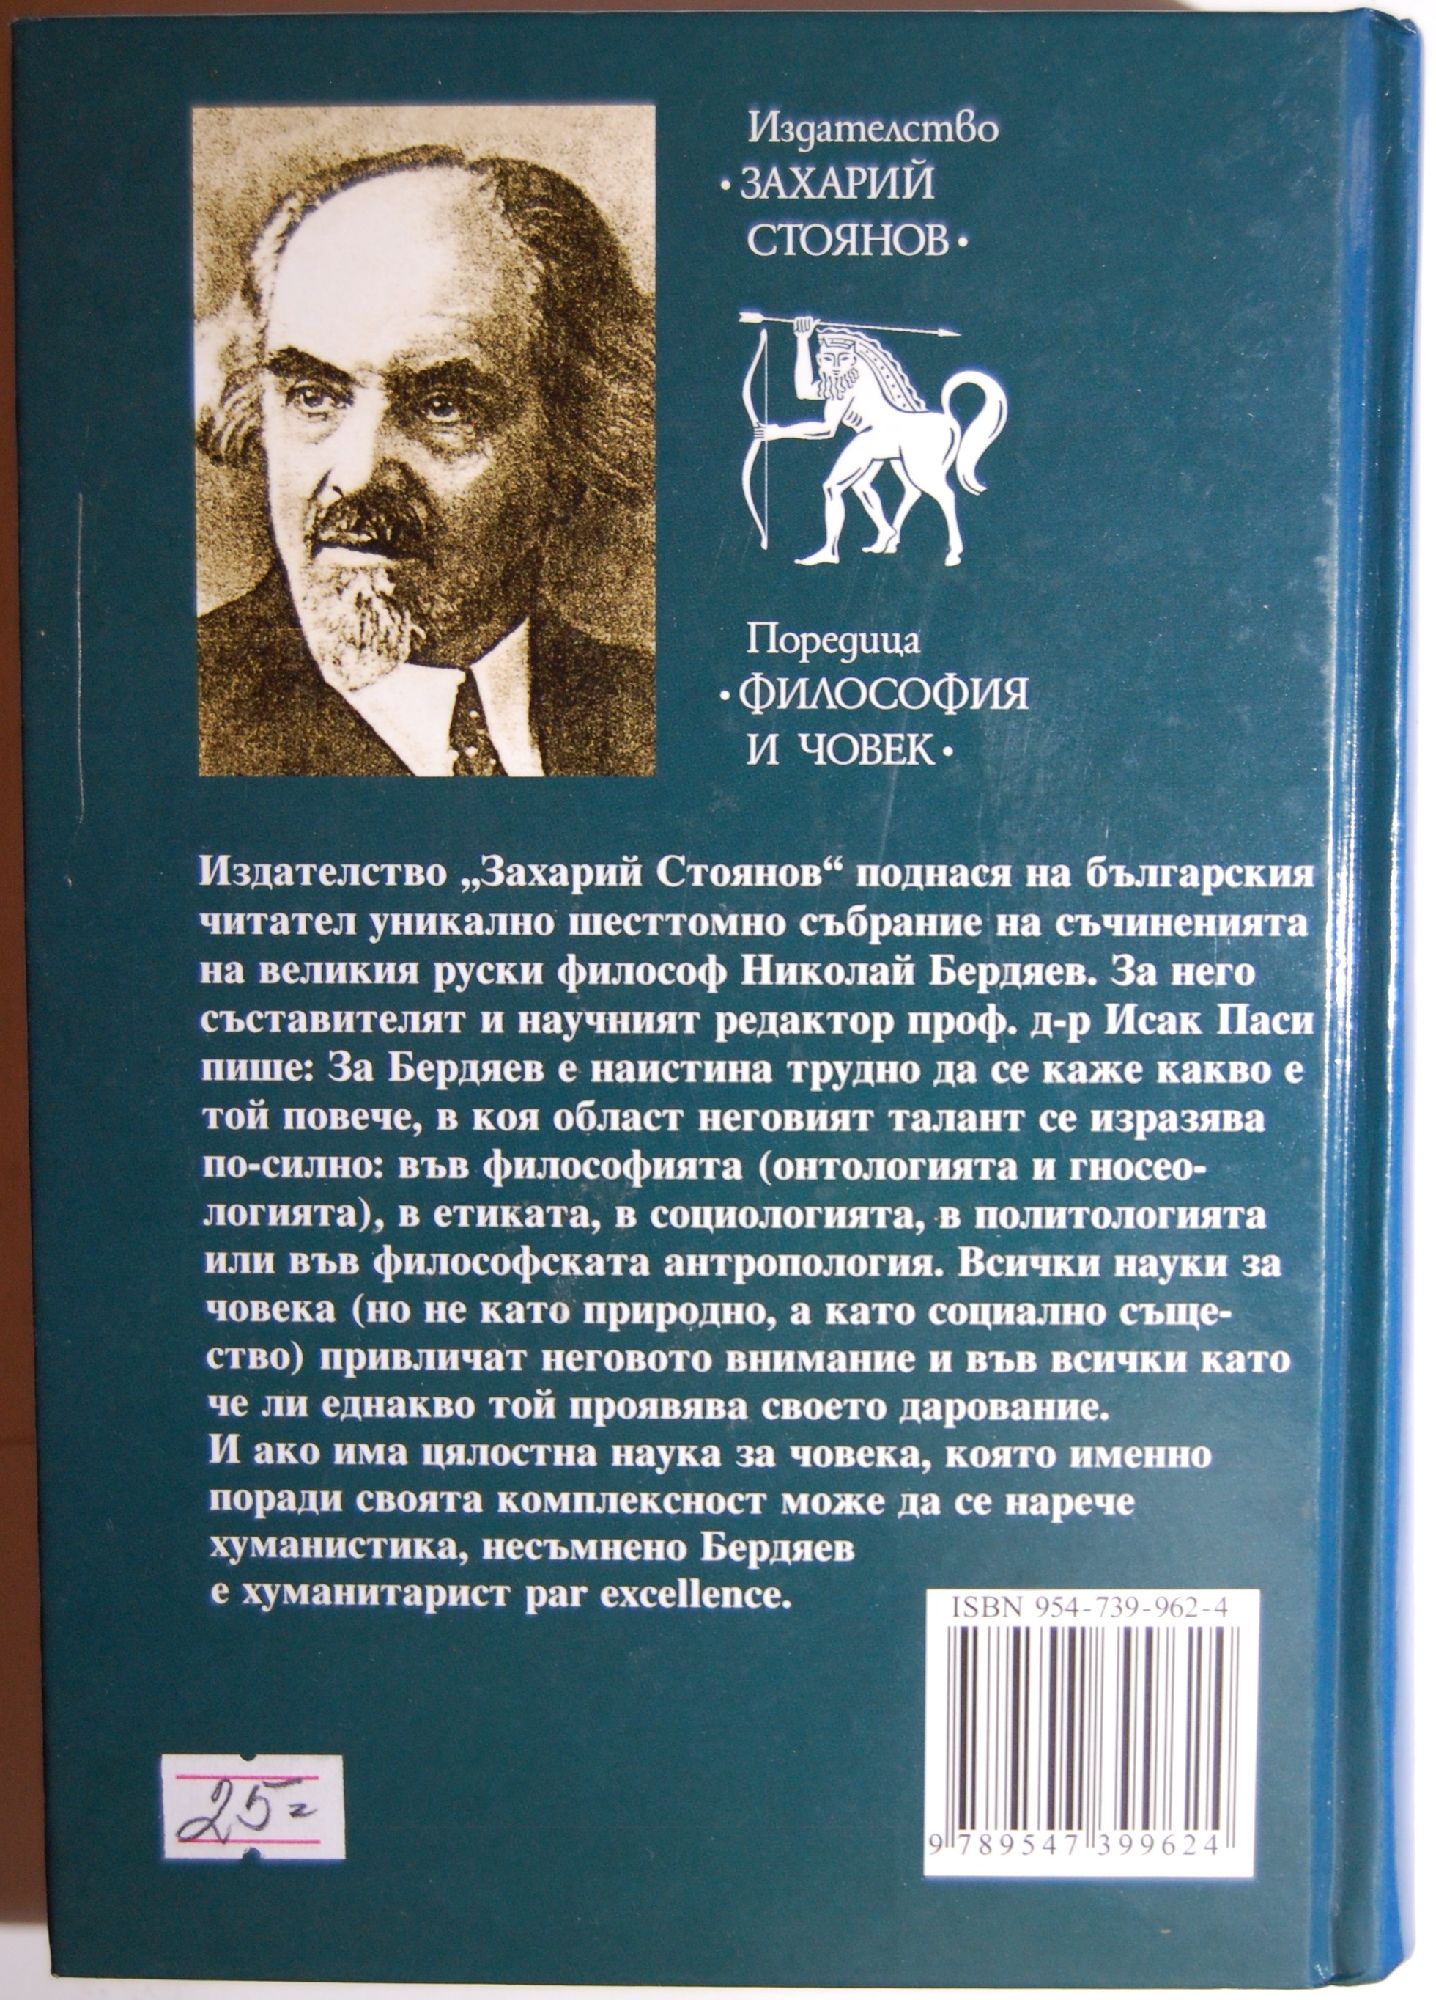 Издателство
• ЗАХАРИЙ
СТОЯНОВ •
Поредица
• ФИЛОСОФИЯ
И ЧОВЕК •
Издателство „Захарий Стоянов“ поднася на българския
читател уникално шесттомно събрание на съчиненията
на великия руски философ Николай Бердяев. За него
съставителят и научният редактор проф. д-р Исак Паси
пише: За Бердяев е наистина трудно да се каже какво е
той повече, в коя област неговият талант се изразява
по-силно: във философията (онтологията и гносео-
логията), в етиката, в социологията, в политологията
или във философската антропология. Всички науки за
човека (но не като природно, а като социално същe-
ство) привличат неговото внимание и във всички като
че ли еднакво той проявява своето дарование.
И ако има цялостна наука за човека, която именно
поради своята комплексност може да се нарече
хуманистика, несъмнено Бердяев
е хуманитарист par excellence.
ISBN 954-739-962-4
9 789547 399624
25=